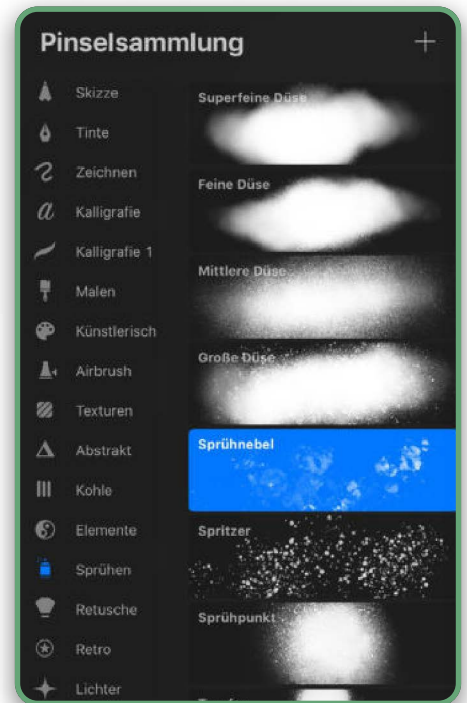 Pinselsammlung
Skizze
Tinte
Zeichnen
Kalligrafie
Kalligrafie 1
Malen
Künstlerisch
Airbrush
Texturen
Abstrakt
Kohle
Elemente
Sprühen
Retusche
Retro
Lichter
Superfeine Düse
Feine Düse
Mittlere Düse
Große Düse
Sprühnebel
Spritzer
Sprühpunkt